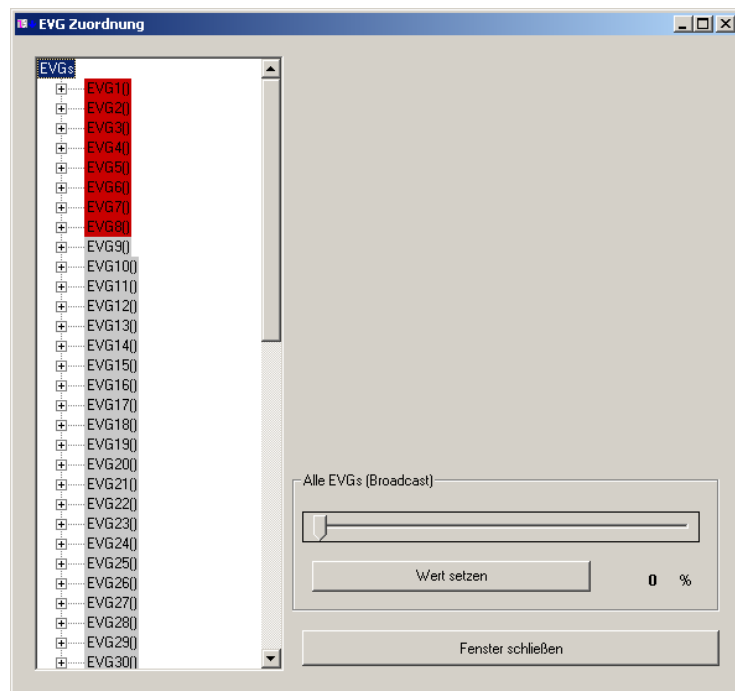 EVG Zuordnung
EVGs
EVG1()
EVG2()
EVG3()
EVG4()
EVG5()
EVG6()
EVG7()
EVG8()
EVG9()
EVG10()
EVG11()
EVG12()
EVG13()
EVG14()
EVG15()
EVG16()
EVG17()
EVG18()
EVG19()
EVG20()
EVG21()
EVG22()
EVG23()
EVG24()
EVG25()
EVG26()
EVG27()
EVG28()
EVG29()
EVG30()
Alle EVGs (Broadcast)
Wert setzen
0 %
Fenster schließen